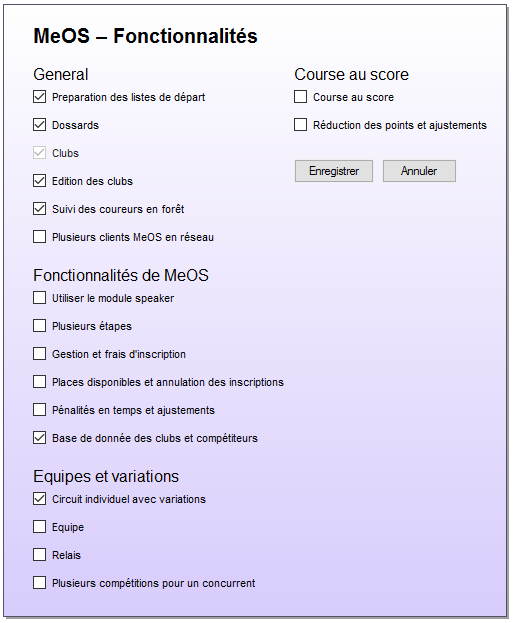 MeOS – Fonctionnalités
General
Preparation des listes de départ
Dossards
Clubs
Edition des clubs
Suivi des coureurs en forêt
Plusieurs clients MeOS en réseau
Fonctionnalités de MeOS
Utiliser le module speaker
Plusieurs étapes
Gestion et frais d'inscription
Places disponibles et annulation des inscriptions
Pénalités en temps et ajustements
Base de donnée des clubs et compétiteurs
Equipes et variations
Circuit individuel avec variations
Equipe
Relais
Plusieurs compétitions pour un concurrent
Course au score
Course au score
Réduction des points et ajustements
Enregistrer
Annuler